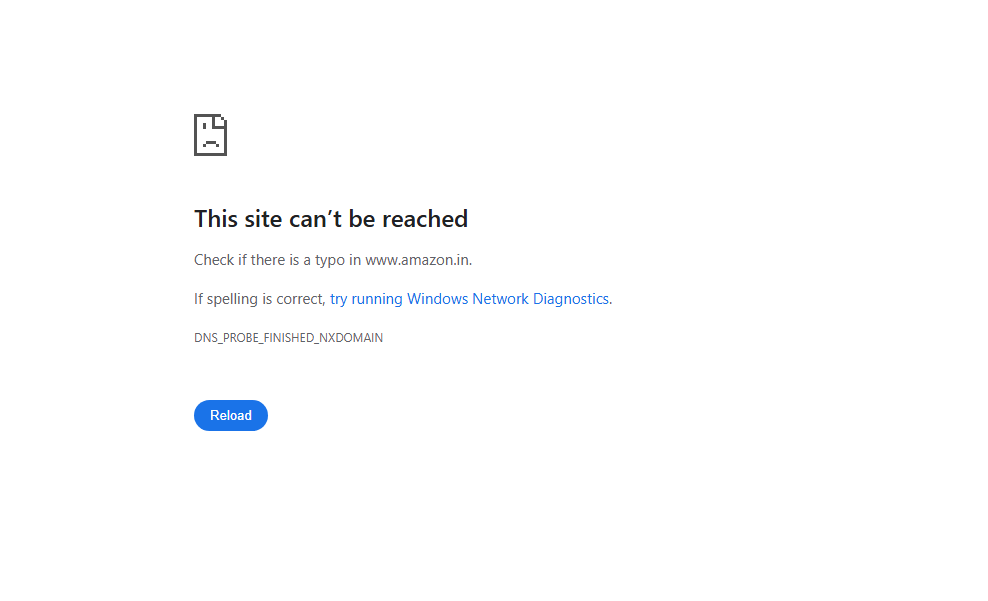 This site can’t be reached
Check if there is a typo in www.amazon.in.
If spelling is correct, try running Windows Network Diagnostics.
DNS_PROBE_FINISHED_NXDOMAIN
Reload